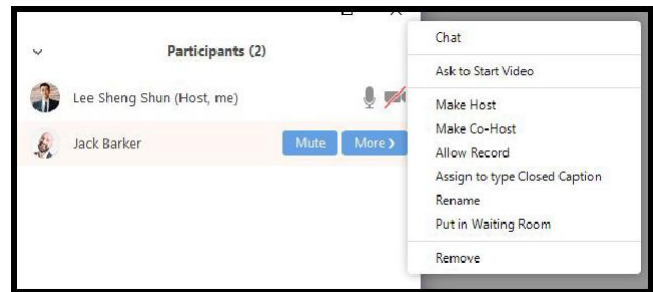 Participants (2)
Lee Sheng Shun (Host, me)
Jack Barker
Mute
More
Chat
Ask to Start Video
Make Host
Make Co-Host
Allow Record
Assign to type Closed Caption
Rename
Put in Waiting Room
Remove